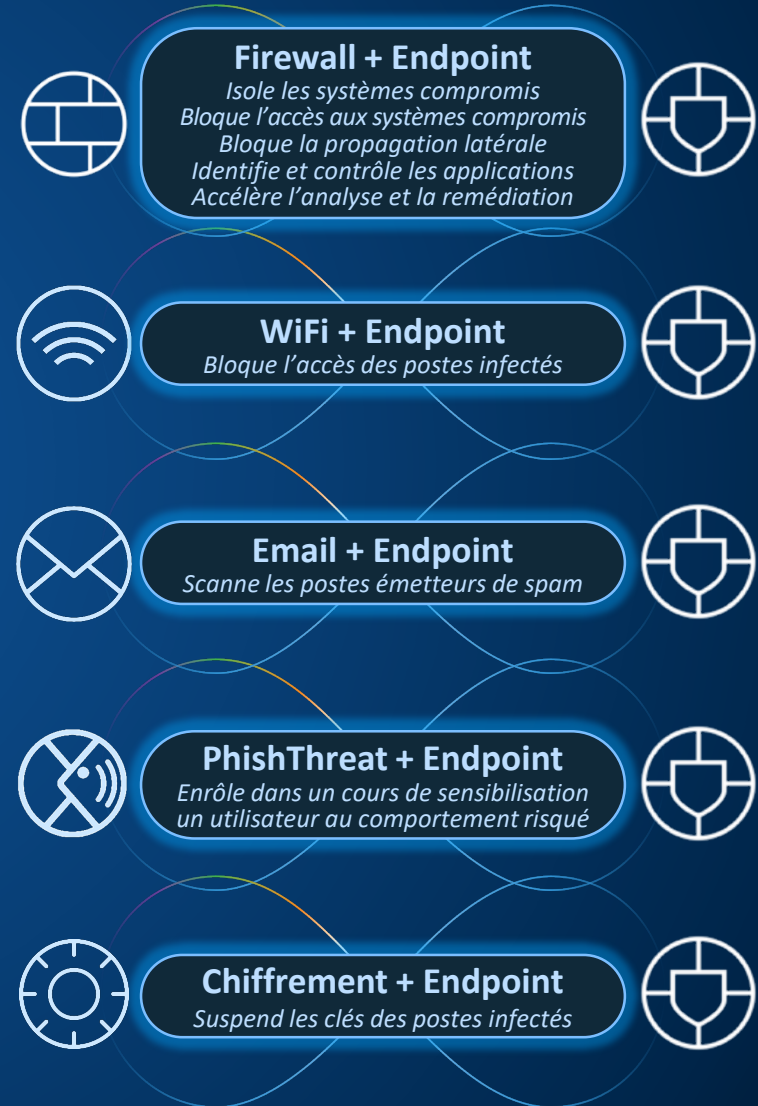 Firewall + Endpoint
Isole les systèmes compromis
Bloque l’accès aux systèmes compromis
Bloque la propagation latérale
Identifie et contrôle les applications
Accélère l’analyse et la remédiation
WiFi + Endpoint
Bloque l’accès des postes infectés
Email + Endpoint
Scanne les postes émetteurs de spam
PhishThreat + Endpoint
Enrôle dans un cours de sensibilisation
un utilisateur au comportement risqué
Chiffrement + Endpoint
Suspend les clés des postes infectés